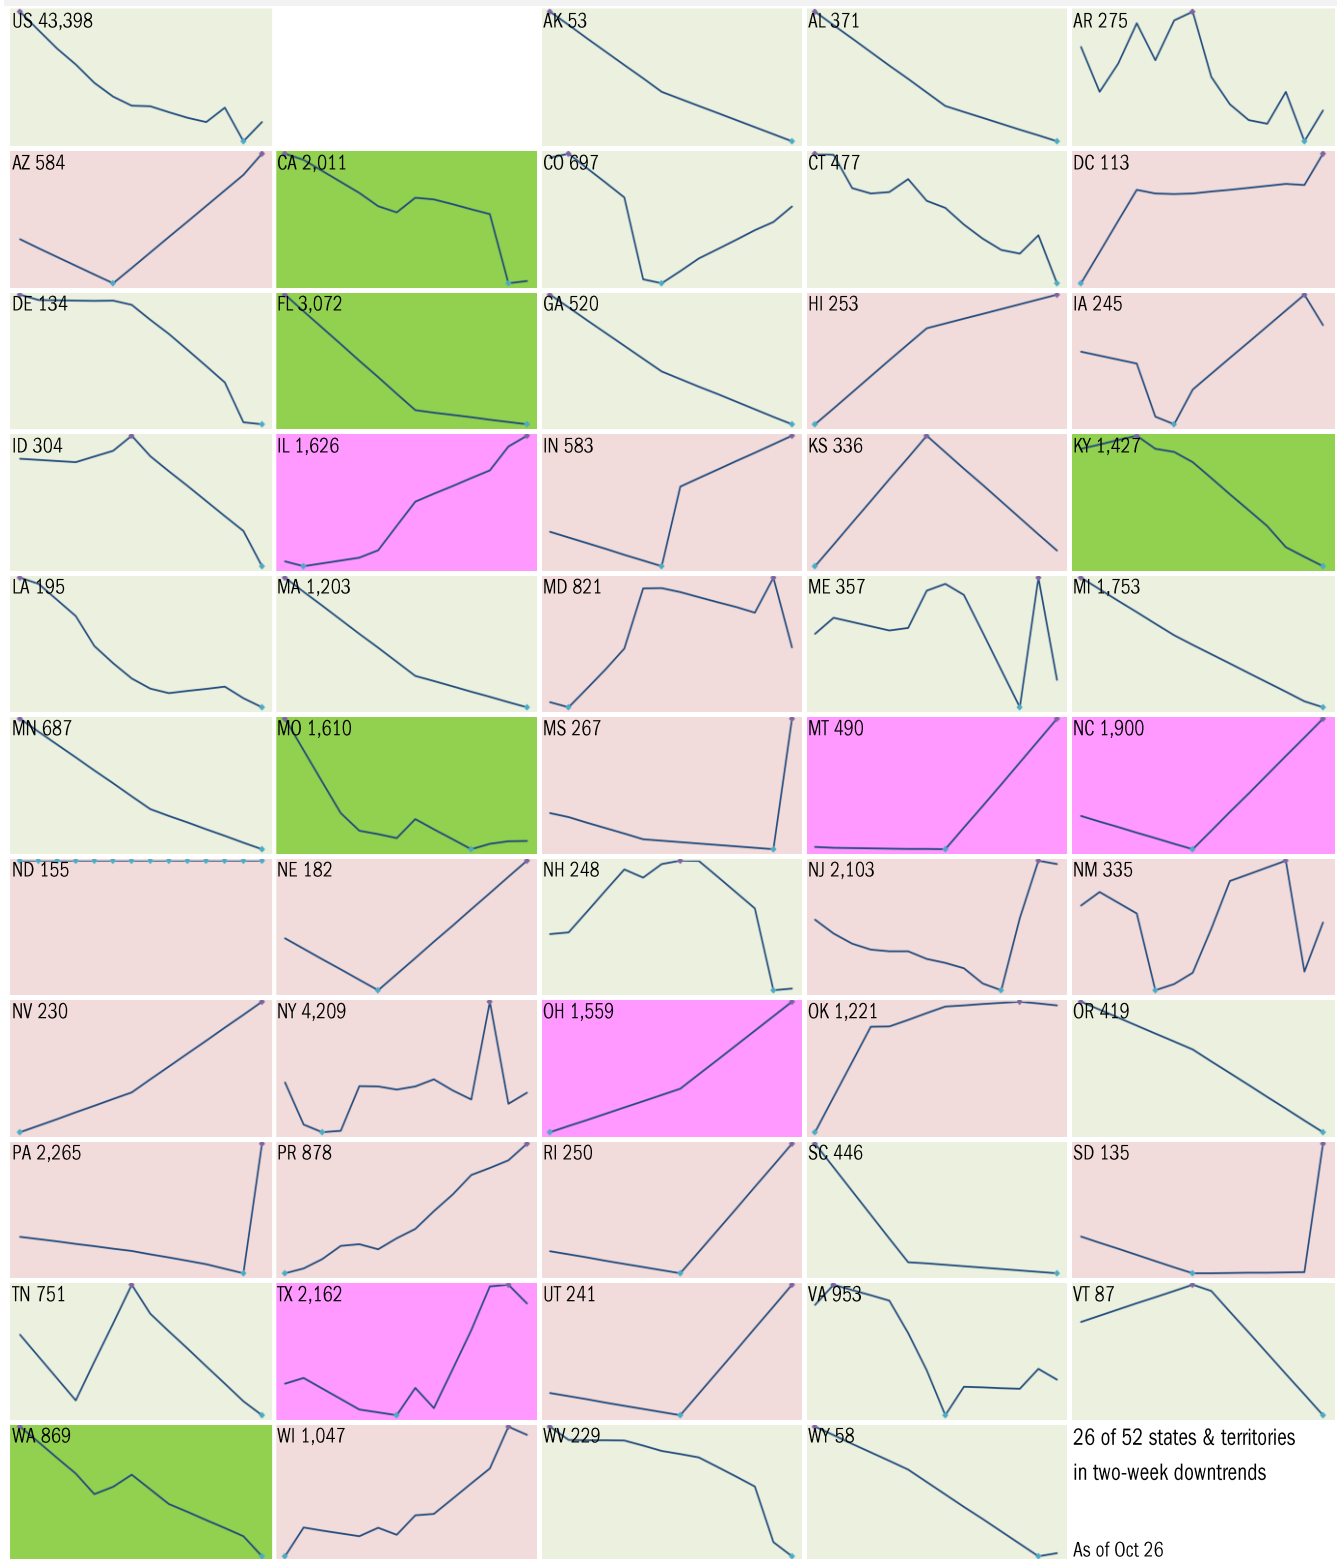 US 43,398
AK 53
AL 371
AR 275
AZ 584
CA 2,011
CO 697
CT 477
DC 113
DE 134
FL 3,072
GA 520
HI 253
IA 245
ID 304
IL 1,626
IN 583
KS 336
KY 1,427
LA 195
MA 1,203
MD 821
ME 357
MI 1,753
MN 687
MO 1,610
MS 267
MT 490
NC 1,900
ND 155
NE 182
NH 248
NJ 2,103
NM 335
NV 230
NY 4,209
OH 1,559
OK 1,221
OR 419
PA 2,265
PR 878
RI 250
SC 446
SD 135
TN 751
TX 2,162
UT 241
VA 953
VT 87
WA 869
WI 1,047
WV 229
WY 58
26 of 52 states & territories
in two-week downtrends
As of Oct 26